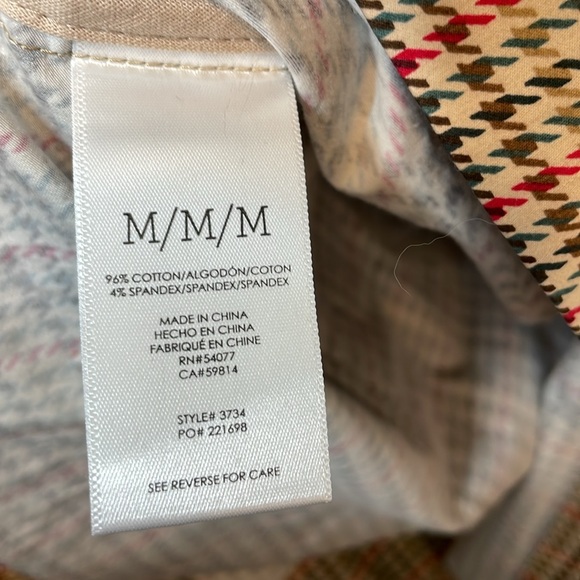 M/M/M
96% COTTON/ALGODÓN/COTON
4% SPANDEX/SPANDEX/SPANDEX
MADE IN CHINA
HECHO EN CHINA
FABRIQUÉ EN CHINE
RN#54077
CA#59814
STYLE# 3734
PO# 221698
SEE REVERSE FOR CARE